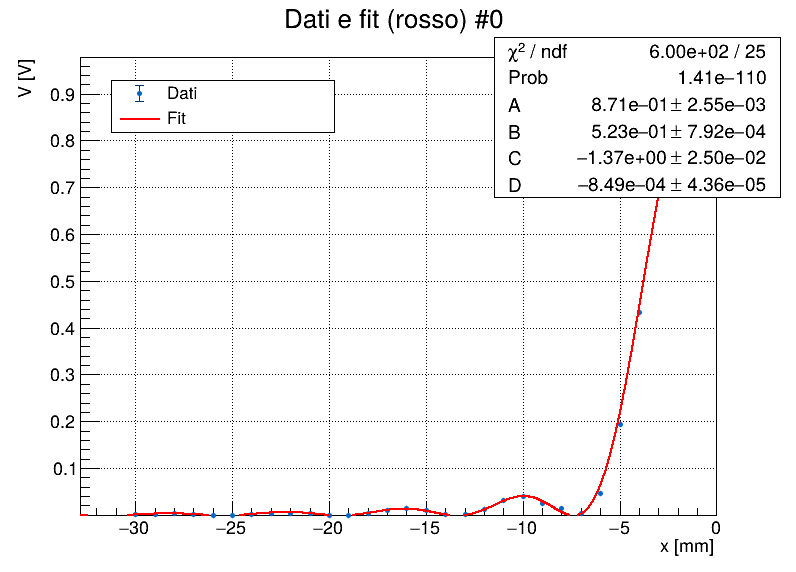 Dati e fit (rosso) #0
χ² / ndf 6.00e+02 / 25
Prob 1.41e−110
A 8.71e−01 ± 2.55e−03
B 5.23e−01 ± 7.92e−04
C −1.37e+00 ± 2.50e−02
D −8.49e−04 ± 4.36e−05
V [V]
Dati
Fit
0.9
0.8
0.7
0.6
0.5
0.4
0.3
0.2
0.1
−30 −25 −20 −15 −10 −5 0
x [mm]